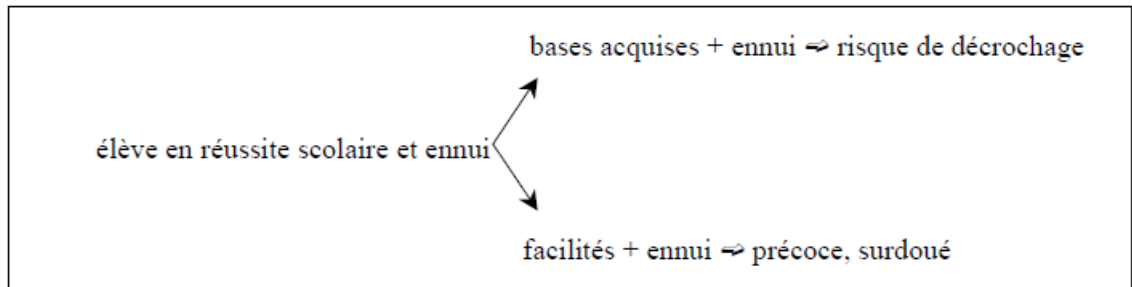 bases acquises + ennui ➫ risque de décrochage
élève en réussite scolaire et ennui
facilités + ennui ➫ précoce, surdoué